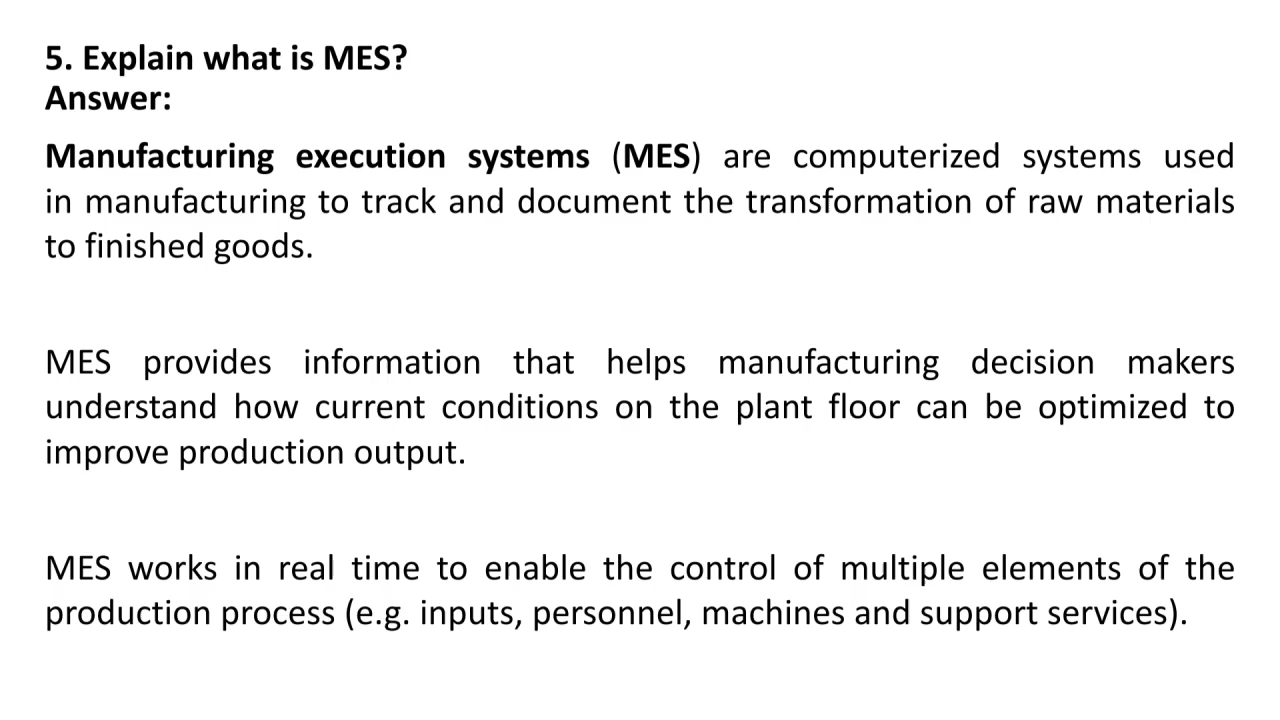 5. Explain what is MES?
Answer:
Manufacturing execution systems (MES) are computerized systems used
in manufacturing to track and document the transformation of raw materials
to finished goods.
MES provides information that helps manufacturing decision makers
understand how current conditions on the plant floor can be optimized to
improve production output.
MES works in real time to enable the control of multiple elements of the
production process (e.g. inputs, personnel, machines and support services).